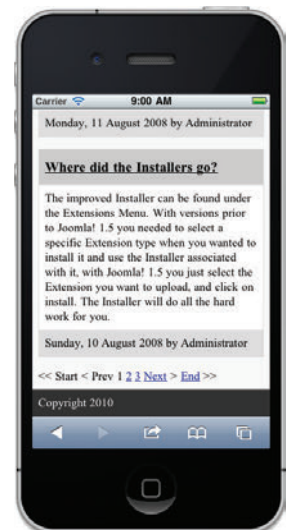 Carrier 9:00 AM
Monday, 11 August 2008 by Administrator
Where did the Installers go?
The improved Installer can be found under
the Extensions Menu. With versions prior
to Joomla! 1.5 you needed to select a
specific Extension type when you wanted to
install it and use the Installer associated
with it, with Joomla! 1.5 you just select the
Extension you want to upload, and click on
install. The Installer will do all the hard
work for you.
Sunday, 10 August 2008 by Administrator
<< Start < Prev 1 2 3 Next > End >>
Copyright 2010